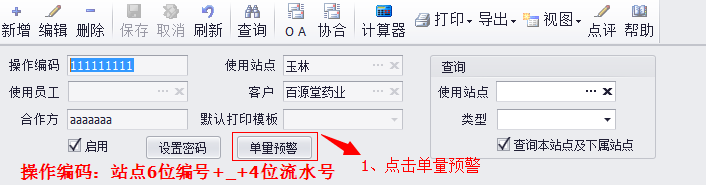 新增 编辑 删除 保存 取消 刷新 查询 O A 协合 计算器 打印 导出 视图 点评 帮助
操作编码 111111111 使用站点 玉林 ... 查询
使用员工 ... 客户 百源堂药业 ... 使用站点 ...
合作方 aaaaaaa 默认打印模板 类型
启用 设置密码 单量预警 查询本站点及下属站点
操作编码：站点6位编号+_+4位流水号 1、点击单量预警